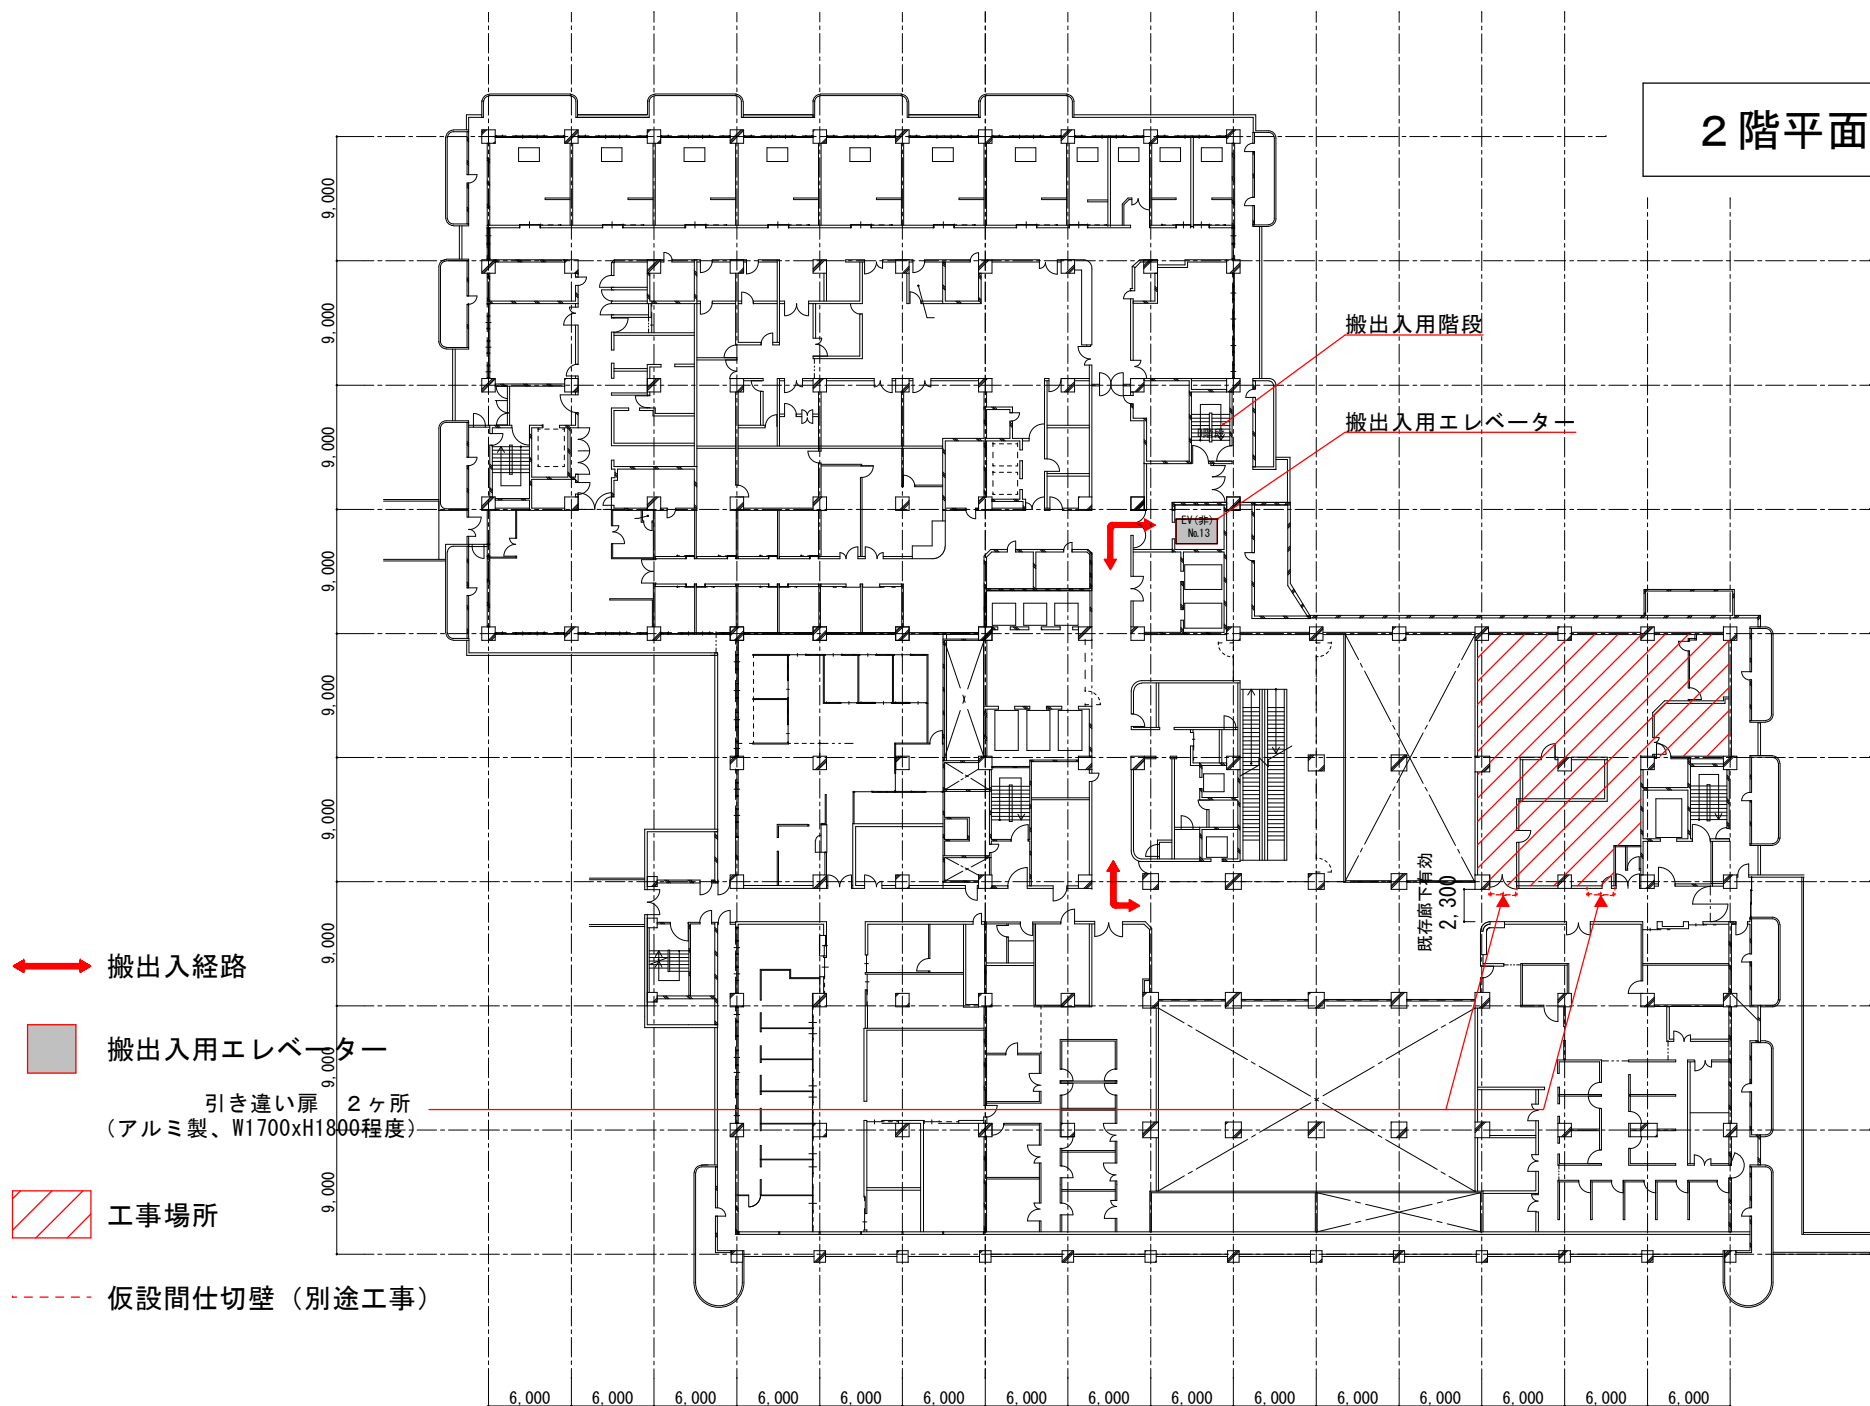 ２階平面
9,000
9,000
9,000
9,000
9,000
9,000
9,000
9,000
9,000
搬出入用階段
搬出入用エレベーター
EV(非)
No.13
既存廊下有効
2,300
搬出入経路
搬出入用エレベーター
引き違い扉　２ヶ所
（アルミ製、W1700xH1800程度）
工事場所
仮設間仕切壁（別途工事）
6,000 6,000 6,000 6,000 6,000 6,000 6,000 6,000 6,000 6,000 6,000 6,000 6,000 6,000 6,000